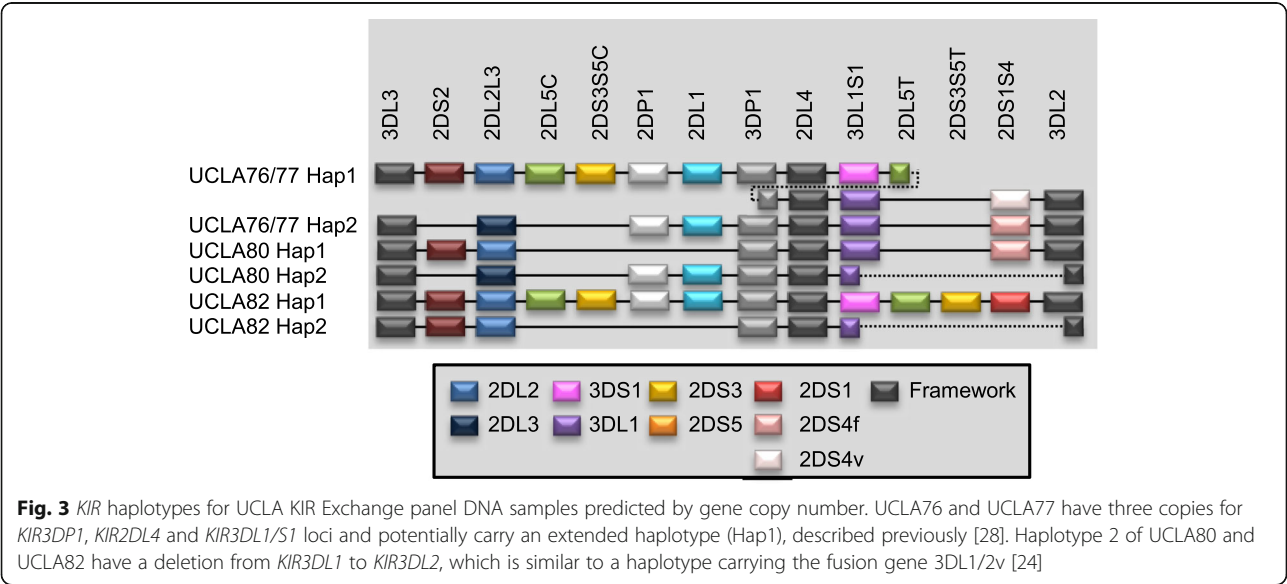 3DL3
2DS2
2DL2L3
2DL5C
2DS3S5C
2DP1
2DL1
3DP1
2DL4
3DL1S1
2DL5T
2DS3S5T
2DS1S4
3DL2
UCLA76/77 Hap1
UCLA76/77 Hap2
UCLA80 Hap1
UCLA80 Hap2
UCLA82 Hap1
UCLA82 Hap2
2DL2 3DS1 2DS3 2DS1 Framework
2DL3 3DL1 2DS5 2DS4f
2DS4v
Fig. 3 KIR haplotypes for UCLA KIR Exchange panel DNA samples predicted by gene copy number. UCLA76 and UCLA77 have three copies for
KIR3DP1, KIR2DL4 and KIR3DL1/S1 loci and potentially carry an extended haplotype (Hap1), described previously [28]. Haplotype 2 of UCLA80 and
UCLA82 have a deletion from KIR3DL1 to KIR3DL2, which is similar to a haplotype carrying the fusion gene 3DL1/2v [24]